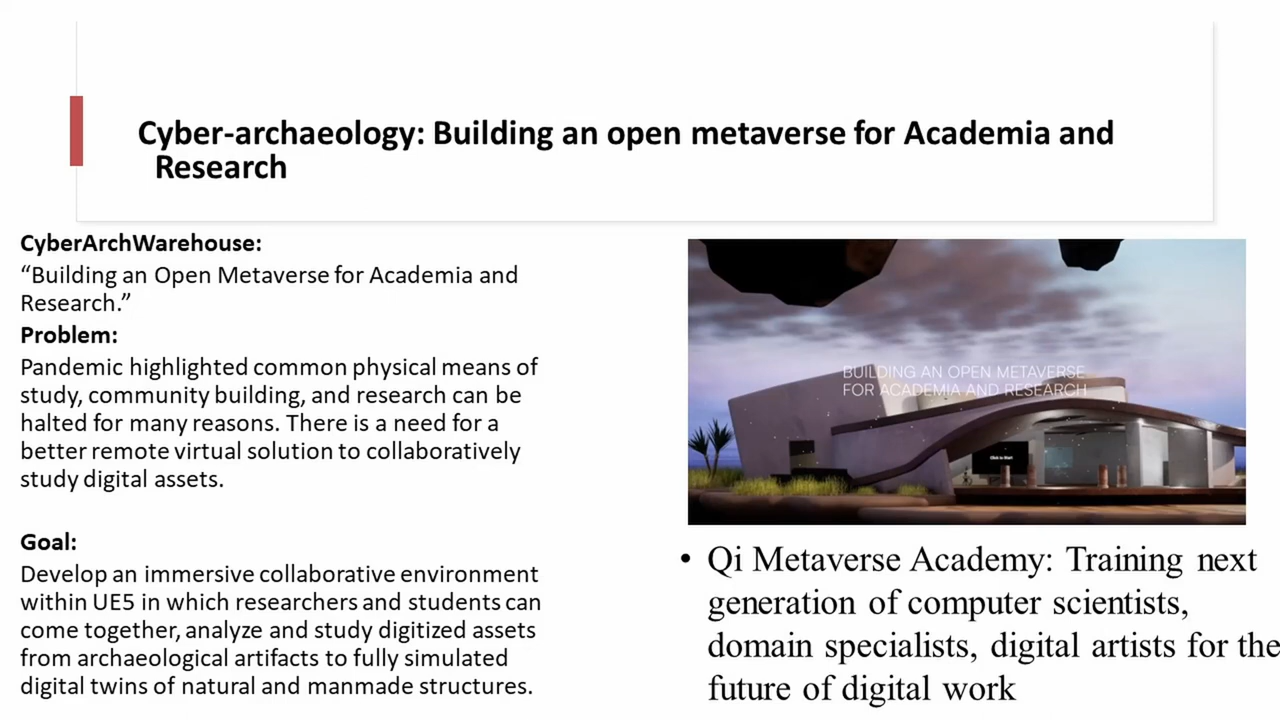 Cyber-archaeology: Building an open metaverse for Academia and
Research
CyberArchWarehouse:
“Building an Open Metaverse for Academia and
Research.”
Problem:
Pandemic highlighted common physical means of
study, community building, and research can be
halted for many reasons. There is a need for a
better remote virtual solution to collaboratively
study digital assets.
Goal:
Develop an immersive collaborative environment
within UE5 in which researchers and students can
come together, analyze and study digitized assets
from archaeological artifacts to fully simulated
digital twins of natural and manmade structures.
BUILDING AN OPEN METAVERSE
FOR ACADEMIA AND RESEARCH
Click to Start
• Qi Metaverse Academy: Training next
generation of computer scientists,
domain specialists, digital artists for the
future of digital work